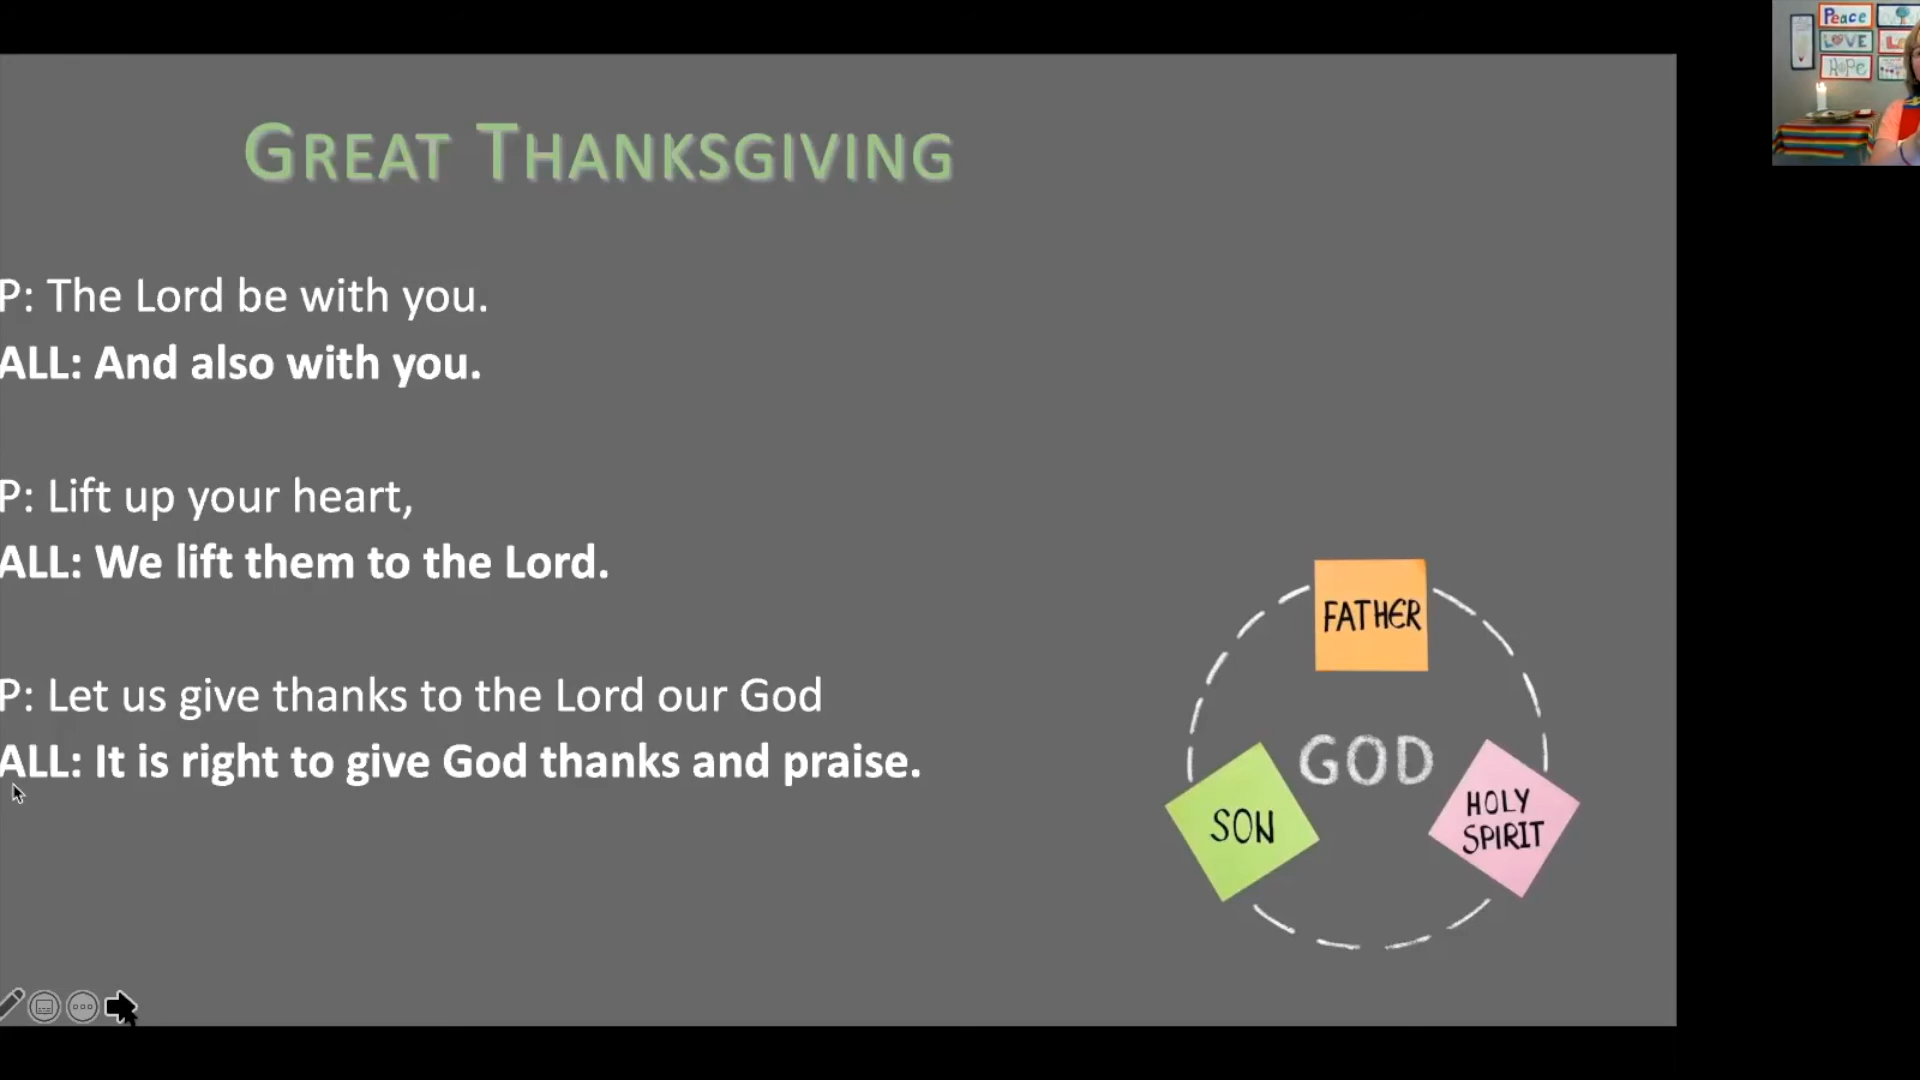 GREAT THANKSGIVING
P: The Lord be with you.
ALL: And also with you.
P: Lift up your heart,
ALL: We lift them to the Lord.
P: Let us give thanks to the Lord our God
ALL: It is right to give God thanks and praise.
FATHER
GOD
SON
HOLY
SPIRIT
Peace
LOVE
HOPE